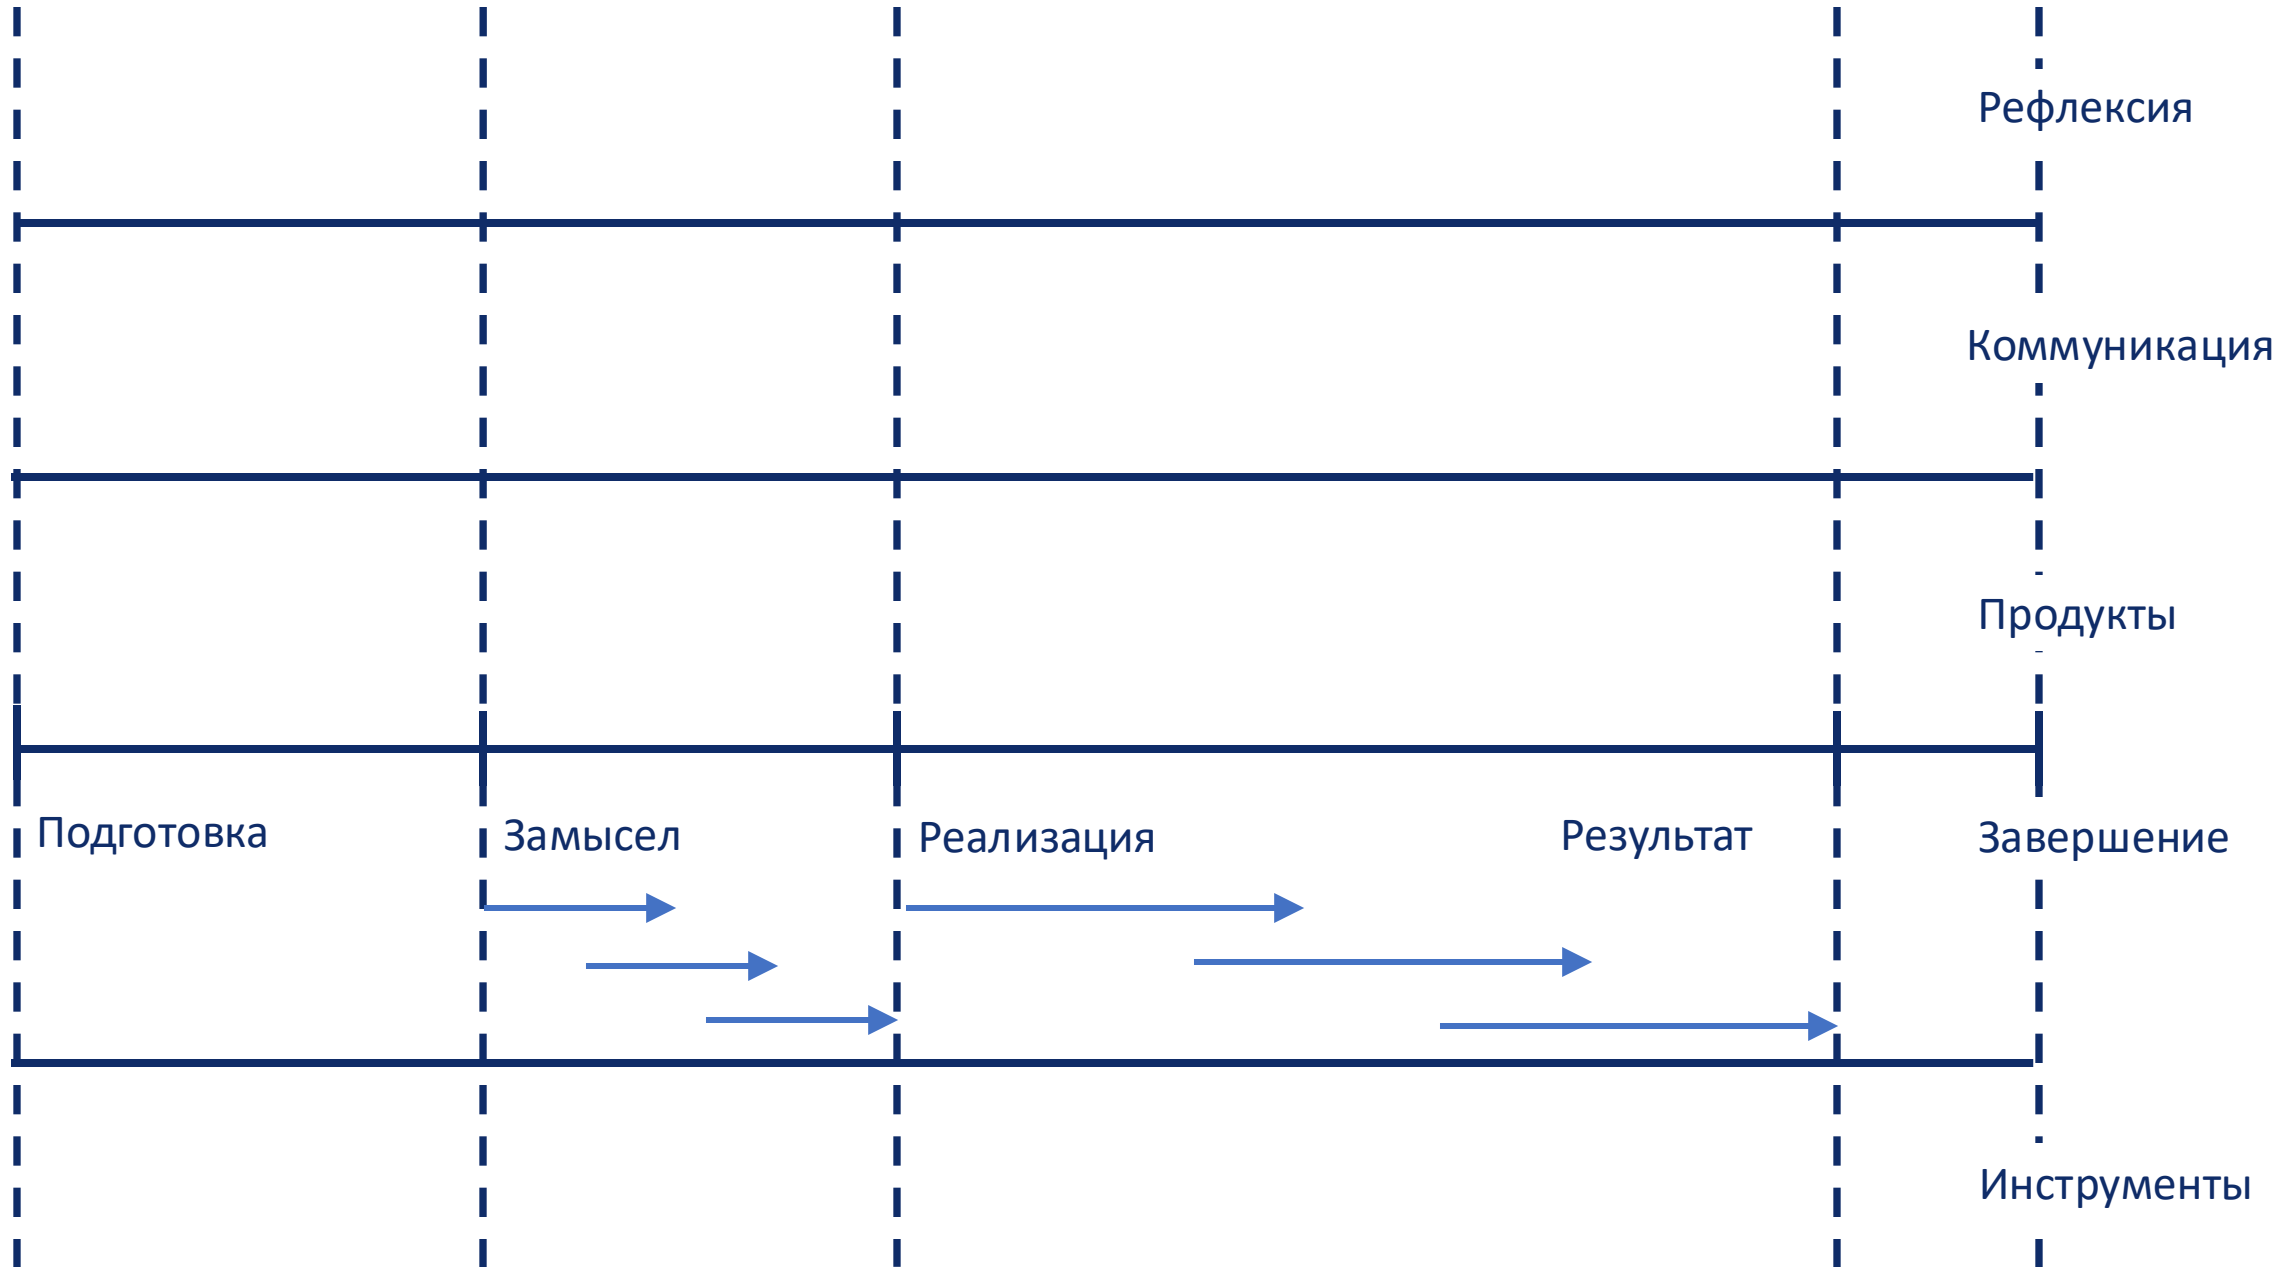 Рефлексия
Коммуникация
Продукты
Подготовка
Замысел
Реализация
Результат
Завершение
Инструменты